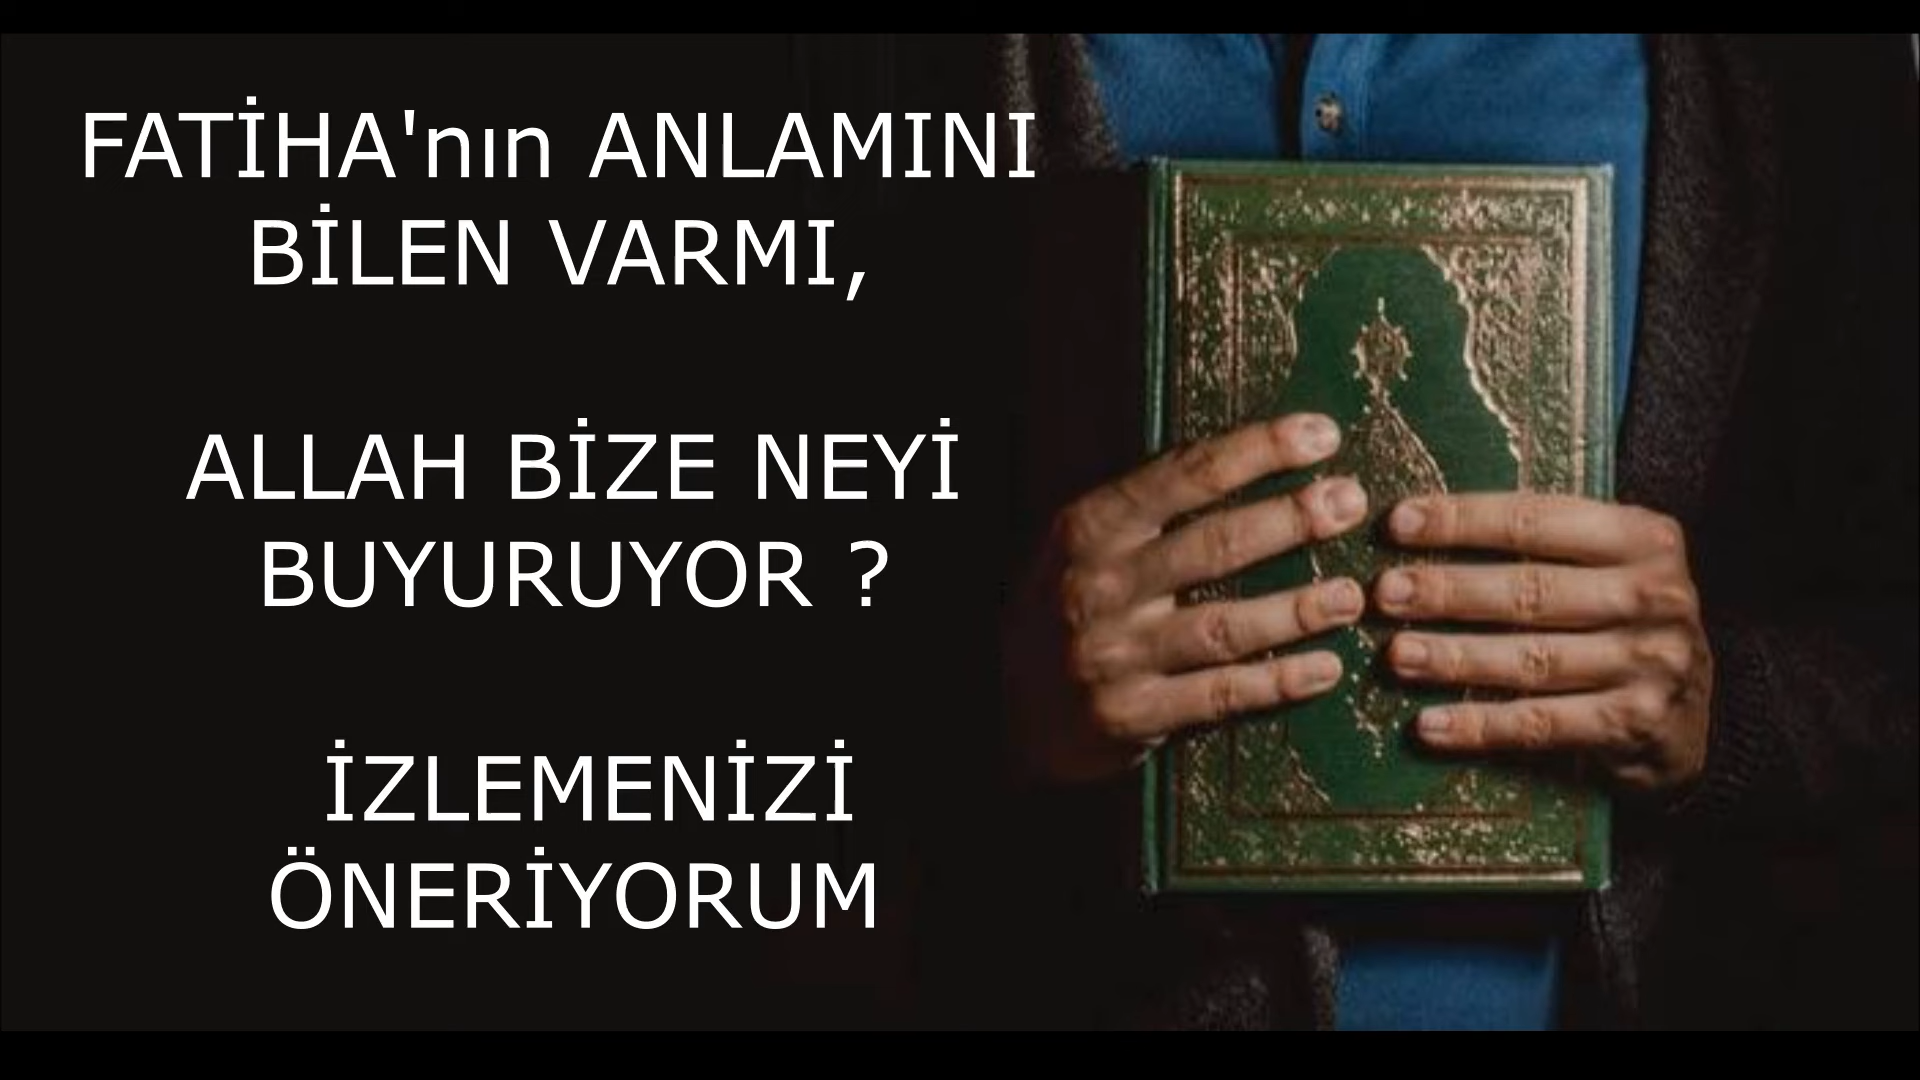 FATİHA'nın ANLAMINI
BİLEN VARMI,
ALLAH BİZE NEYİ
BUYURUYOR ?
İZLEMENİZİ
ÖNERİYORUM